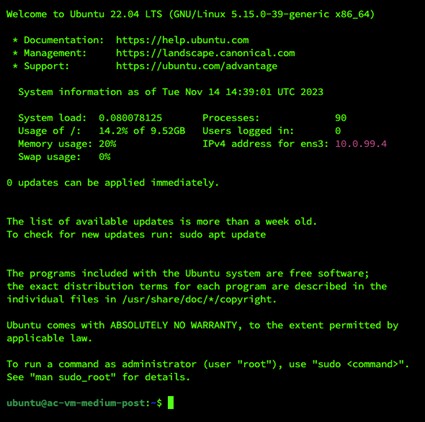 Welcome to Ubuntu 22.04 LTS (GNU/Linux 5.15.0-39-generic x86_64)
* Documentation:  https://help.ubuntu.com
* Management:     https://landscape.canonical.com
* Support:        https://ubuntu.com/advantage
System information as of Tue Nov 14 14:39:01 UTC 2023
System load:  0.080078125      Processes:             90
Usage of /:   14.2% of 9.52GB  Users logged in:       0
Memory usage: 20%              IPv4 address for ens3: 10.0.99.4
Swap usage:   0%
0 updates can be applied immediately.
The list of available updates is more than a week old.
To check for new updates run: sudo apt update
The programs included with the Ubuntu system are free software;
the exact distribution terms for each program are described in the
individual files in /usr/share/doc/*/copyright.
Ubuntu comes with ABSOLUTELY NO WARRANTY, to the extent permitted by
applicable law.
To run a command as administrator (user "root"), use "sudo <command>".
See "man sudo_root" for details.
ubuntu@ac-vm-medium-post:~$